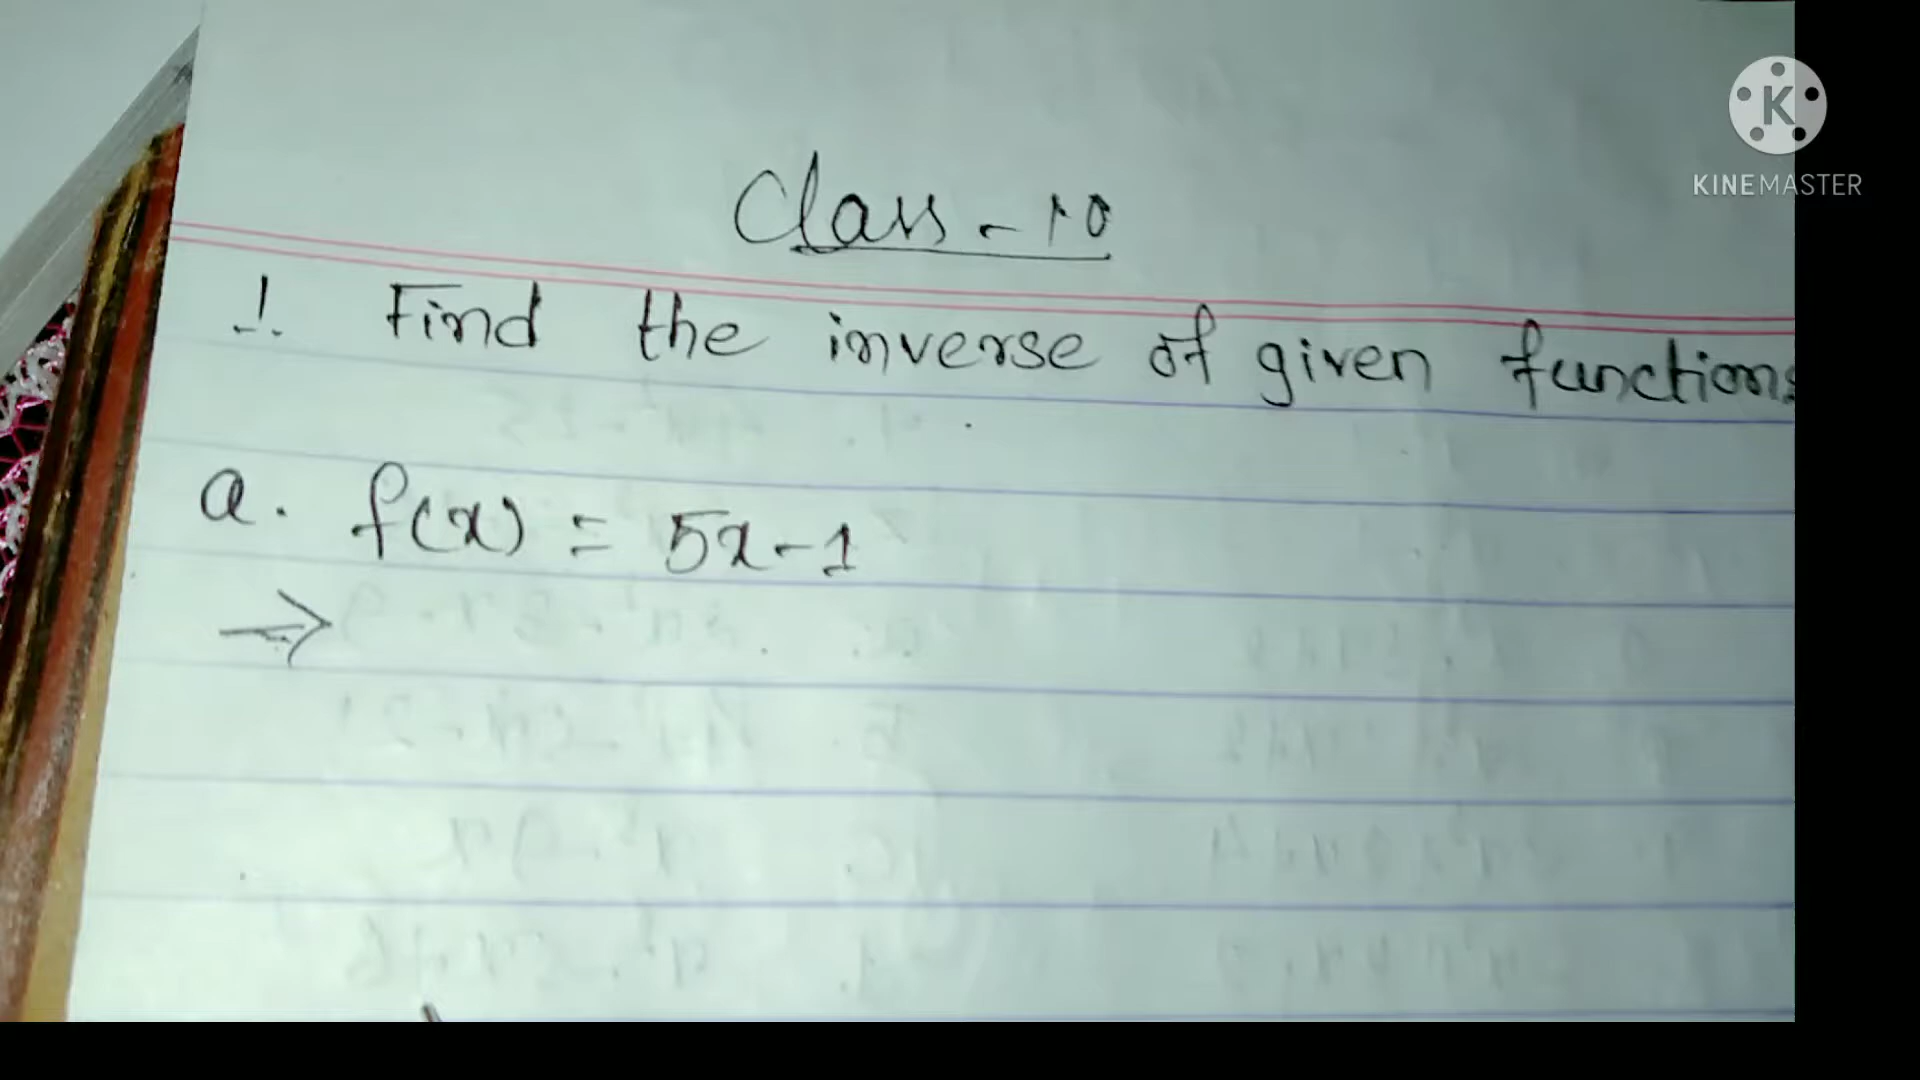 KINEMASTER
Class - 10
1. Find the inverse of given functions
a. f(x) = 5x-1
⇒